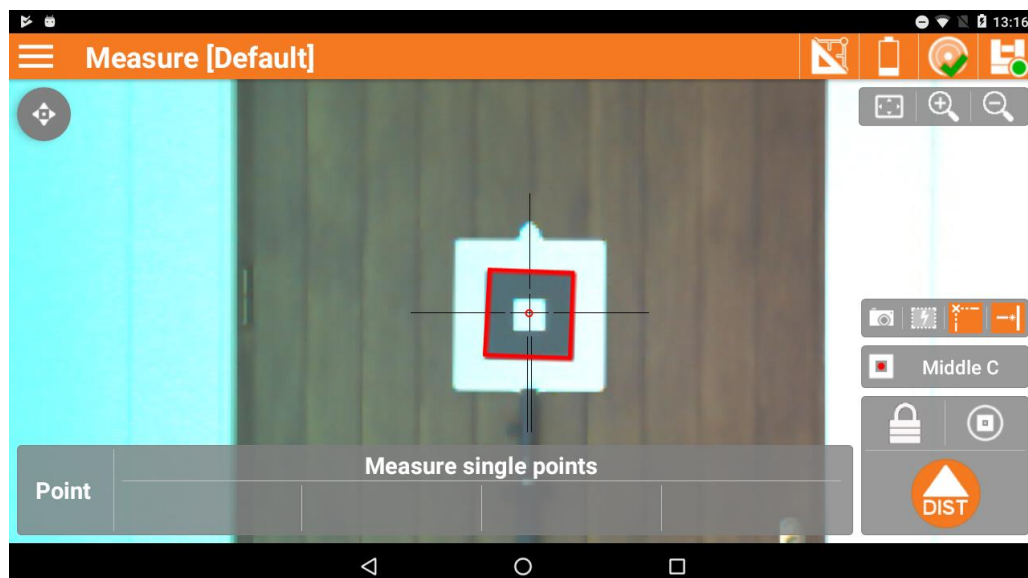 13:16
Measure [Default]
Middle C
Measure single points
Point
DIST